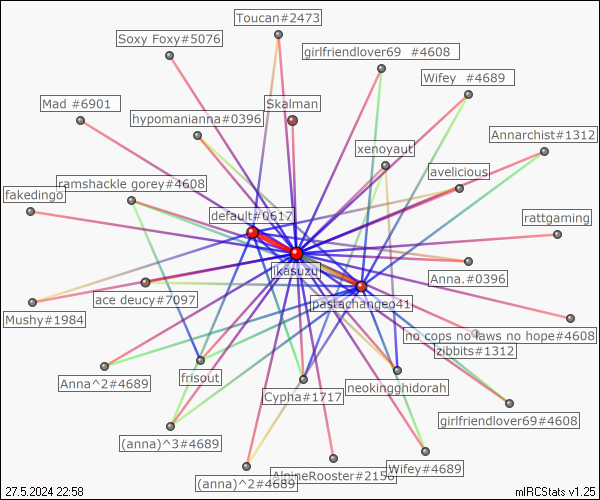 Toucan#2473
Soxy Foxy#5076
girlfriendlover69 #4608
Wifey #4689
Mad #6901
Skalman
hypomanianna#0396
Annarchist#1312
xenoyaut
avelicious
ramshackle gorey#4608
fakedingo
default#0617
rattgaming
ikasuzu
Anna.#0396
ace deucy#7097
pastachangeo41
Mushy#1984
no cops no laws no hope#4608
zibbits#1312
Anna^2#4689
frisout
neokingghidorah
Cypha#1717
girlfriendlover69#4608
(anna)^3#4689
Wifey#4689
AlpineRooster#2158
(anna)^2#4689
27.5.2024 22:58
mIRCStats v1.25